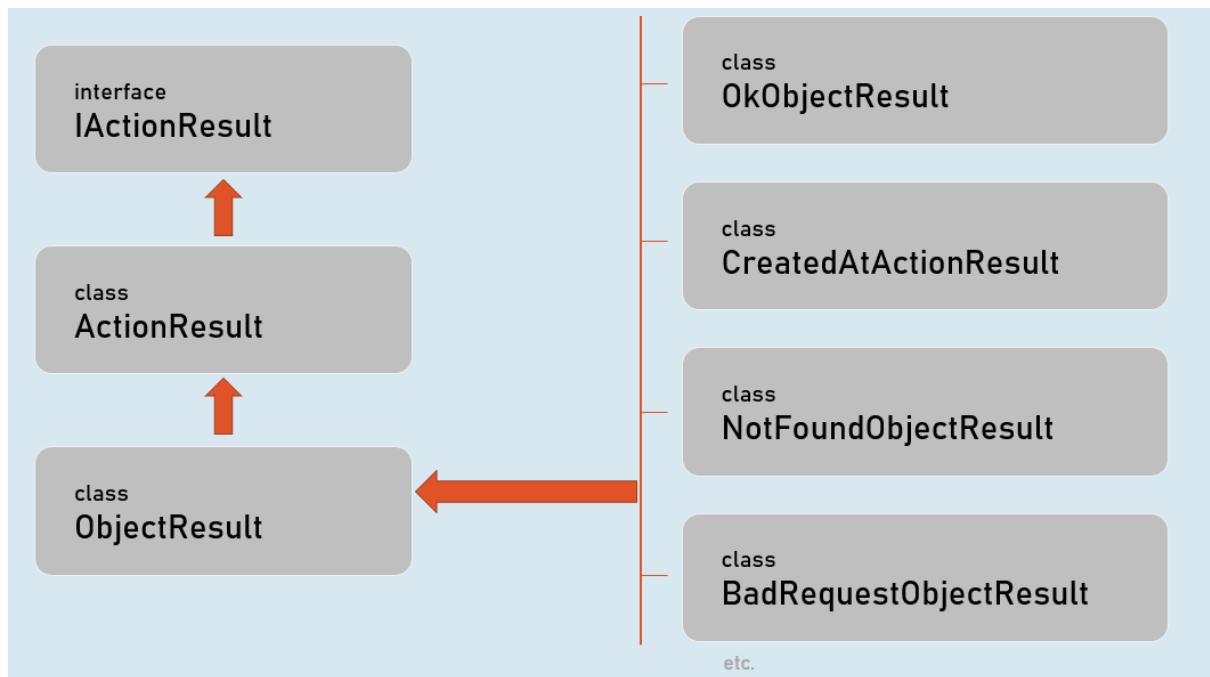 interface
IActionResult
class
ActionResult
class
ObjectResult
class
OkObjectResult
class
CreatedAtActionResult
class
NotFoundObjectResult
class
BadRequestObjectResult
etc.